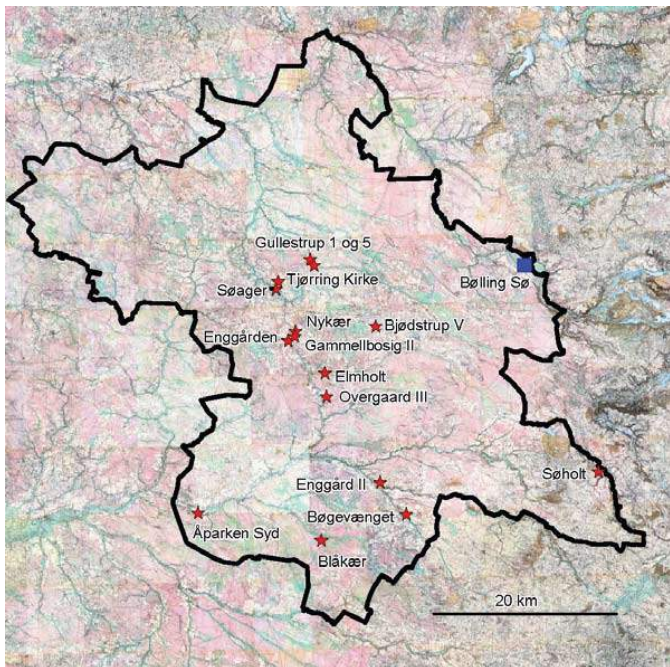 Gullestrup 1 og 5
Tjørring Kirke
Søager
Bølling Sø
Nykær
Bjødstrup V
Enggården
Gammellbosig II
Elmholt
Overgaard III
Søholt
Enggård II
Bøgevænget
Åparken Syd
Blåkær
20 km